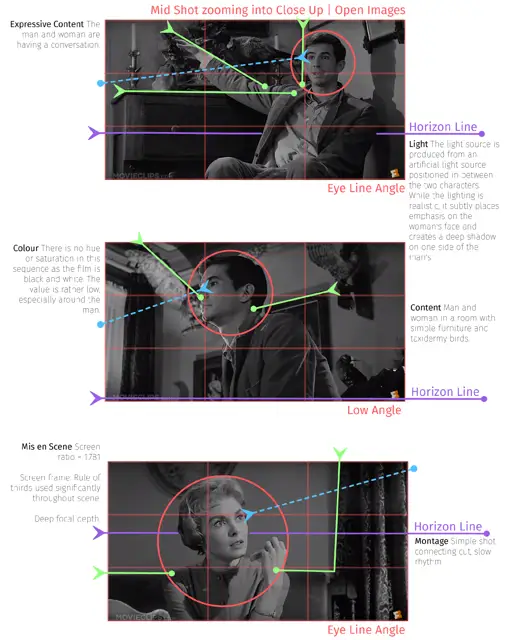 Mid Shot zooming into Close Up | Open Images
Expressive Content The
man and woman are
having a conversation.
Horizon Line
Light The light source is
produced from an
artificial light source
positioned in between
the two characters.
While the lighting is
realistic, it subtly places
emphasis on the
woman's face and
creates a deep shadow
on one side of the
man's
MOVIECLIPS.com
Eye Line Angle
Colour There is no hue
or saturation in this
sequence as the film is
black and white. The
value is rather low,
especially around the
man.
Content Man and
woman in a room with
simple furniture and
taxidermy birds.
Horizon Line
MOVIECLIPS
Low Angle
Mis en Scene Screen
ratio = 1.78:1
Screen frame: Rule of
thirds used significantly
throughout scene.
Deep focal depth.
Horizon Line
Montage Simple shot
connecting cut, slow
rhythm
MOVIECLIPS
Eye Line Angle